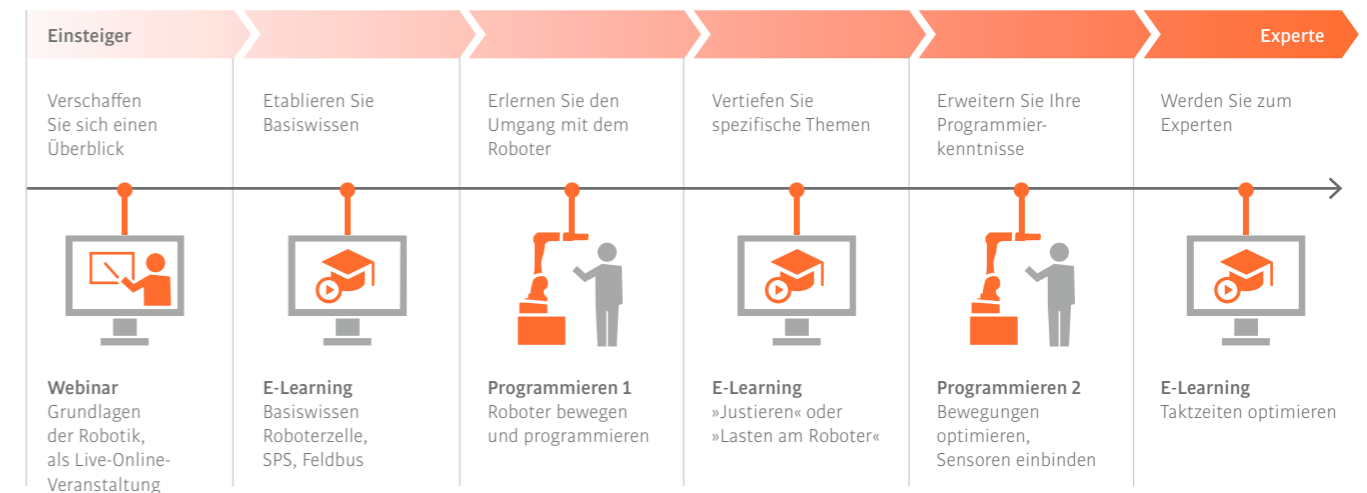 Einsteiger
Experte
Verschaffen
Sie sich einen
Überblick
Etablieren Sie
Basiswissen
Erlernen Sie den
Umgang mit dem
Roboter
Vertiefen Sie
spezifische Themen
Erweitern Sie Ihre
Programmier-
kenntnisse
Werden Sie zum
Experten
Webinar
Grundlagen
der Robotik,
als Live-Online-
Veranstaltung
E-Learning
Basiswissen
Roboterzelle,
SPS, Feldbus
Programmieren 1
Roboter bewegen
und programmieren
E-Learning
»Justieren« oder
»Lasten am Roboter«
Programmieren 2
Bewegungen
optimieren,
Sensoren einbinden
E-Learning
Taktzeiten optimieren